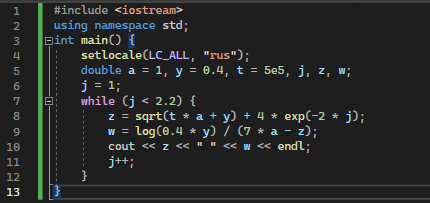 1 #include <iostream>
2 using namespace std;
3 int main() {
4 setlocale(LC_ALL, "rus");
5 double a = 1, y = 0.4, t = 5e5, j, z, w;
6 j = 1;
7 while (j < 2.2) {
8 z = sqrt(t * a + y) + 4 * exp(-2 * j);
9 w = log(0.4 * y) / (7 * a - z);
10 cout << z << " " << w << endl;
11 j++;
12 }
13 }